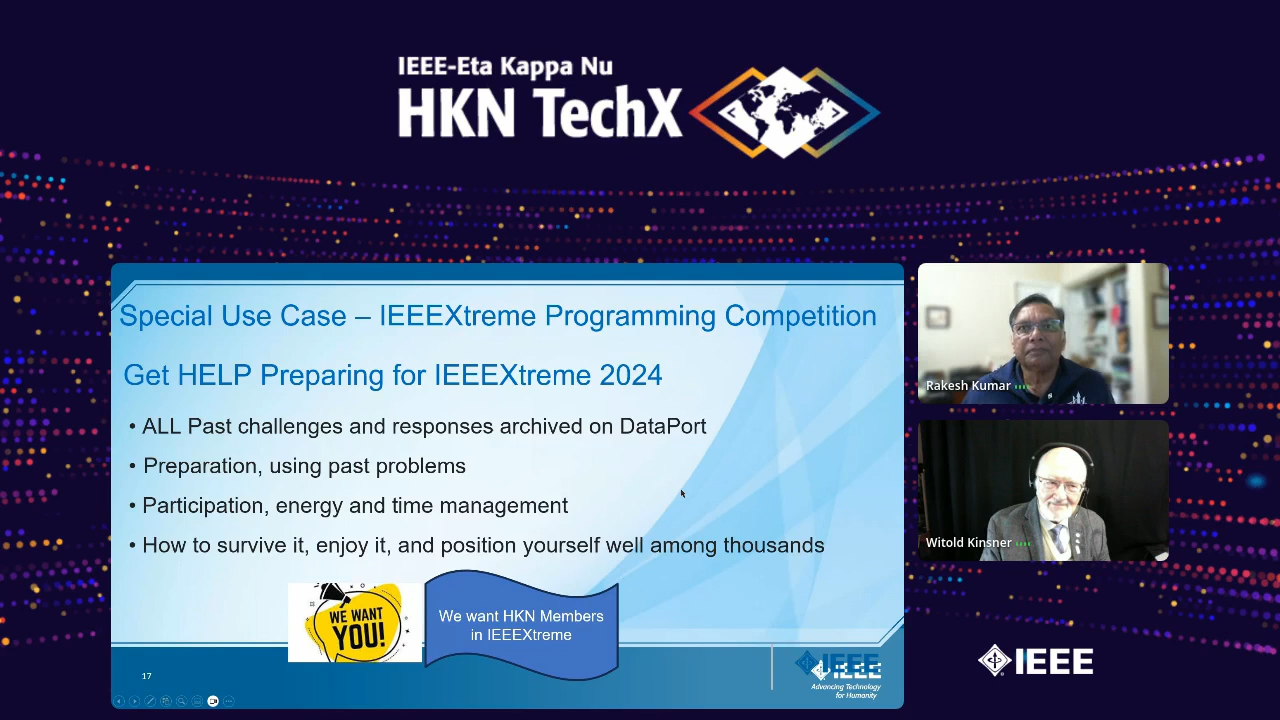 IEEE-Eta Kappa Nu
HKN TechX
Special Use Case – IEEEXtreme Programming Competition
Get HELP Preparing for IEEEXtreme 2024
• ALL Past challenges and responses archived on DataPort
• Preparation, using past problems
• Participation, energy and time management
• How to survive it, enjoy it, and position yourself well among thousands
WE WANT
YOU!
We want HKN Members
in IEEEXtreme
17
IEEE
Advancing Technology
for Humanity
Rakesh Kumar
Witold Kinsner
IEEE